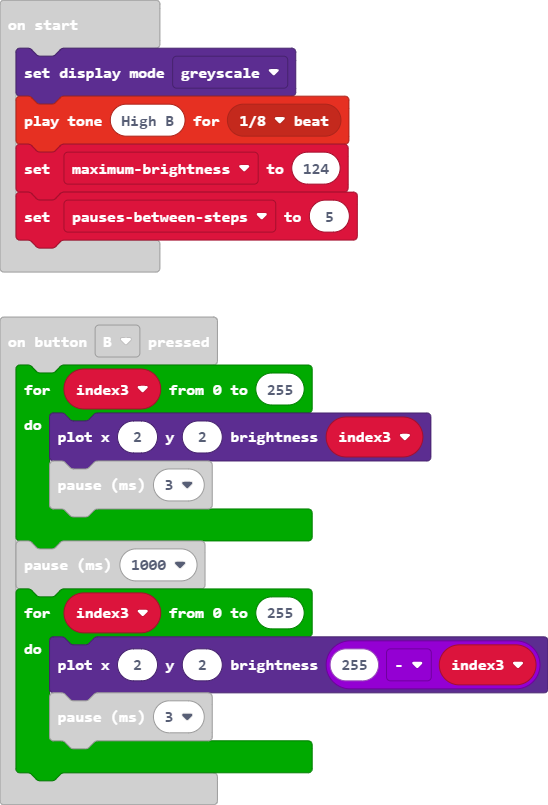 on start
set display mode greyscale
play tone High B for 1/8 beat
set maximum-brightness to 124
set pauses-between-steps to 5
on button B pressed
for index3 from 0 to 255
do
plot x 2 y 2 brightness index3
pause (ms) 3
pause (ms) 1000
for index3 from 0 to 255
do
plot x 2 y 2 brightness 255 - index3
pause (ms) 3